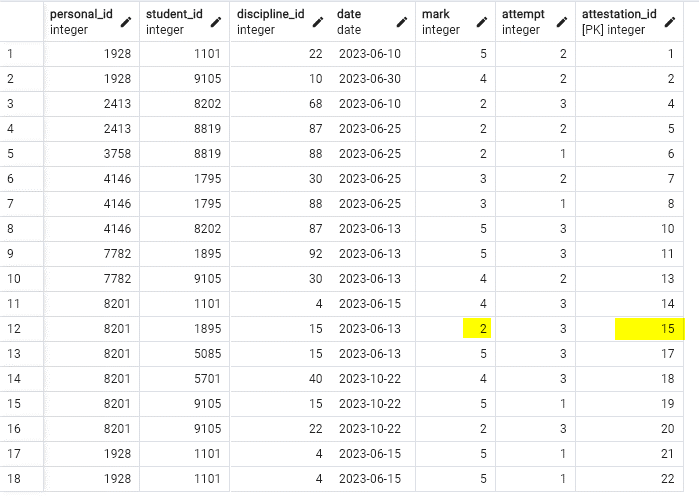 personal_id student_id discipline_id date mark attempt attestation_id
integer integer integer date integer integer [PK] integer
1 1928 1101 22 2023-06-10 5 2 1
2 1928 9105 10 2023-06-30 4 2 2
3 2413 8202 68 2023-06-10 2 3 4
4 2413 8819 87 2023-06-25 2 2 5
5 3758 8819 88 2023-06-25 2 1 6
6 4146 1795 30 2023-06-25 3 2 7
7 4146 1795 88 2023-06-25 3 1 8
8 4146 8202 87 2023-06-13 5 3 10
9 7782 1895 92 2023-06-13 5 3 11
10 7782 9105 30 2023-06-13 4 2 13
11 8201 1101 4 2023-06-15 4 3 14
12 8201 1895 15 2023-06-13 2 3 15
13 8201 5085 15 2023-06-13 5 3 17
14 8201 5701 40 2023-10-22 4 3 18
15 8201 9105 15 2023-10-22 5 1 19
16 8201 9105 22 2023-10-22 2 3 20
17 1928 1101 4 2023-06-15 5 1 21
18 1928 1101 4 2023-06-15 5 1 22